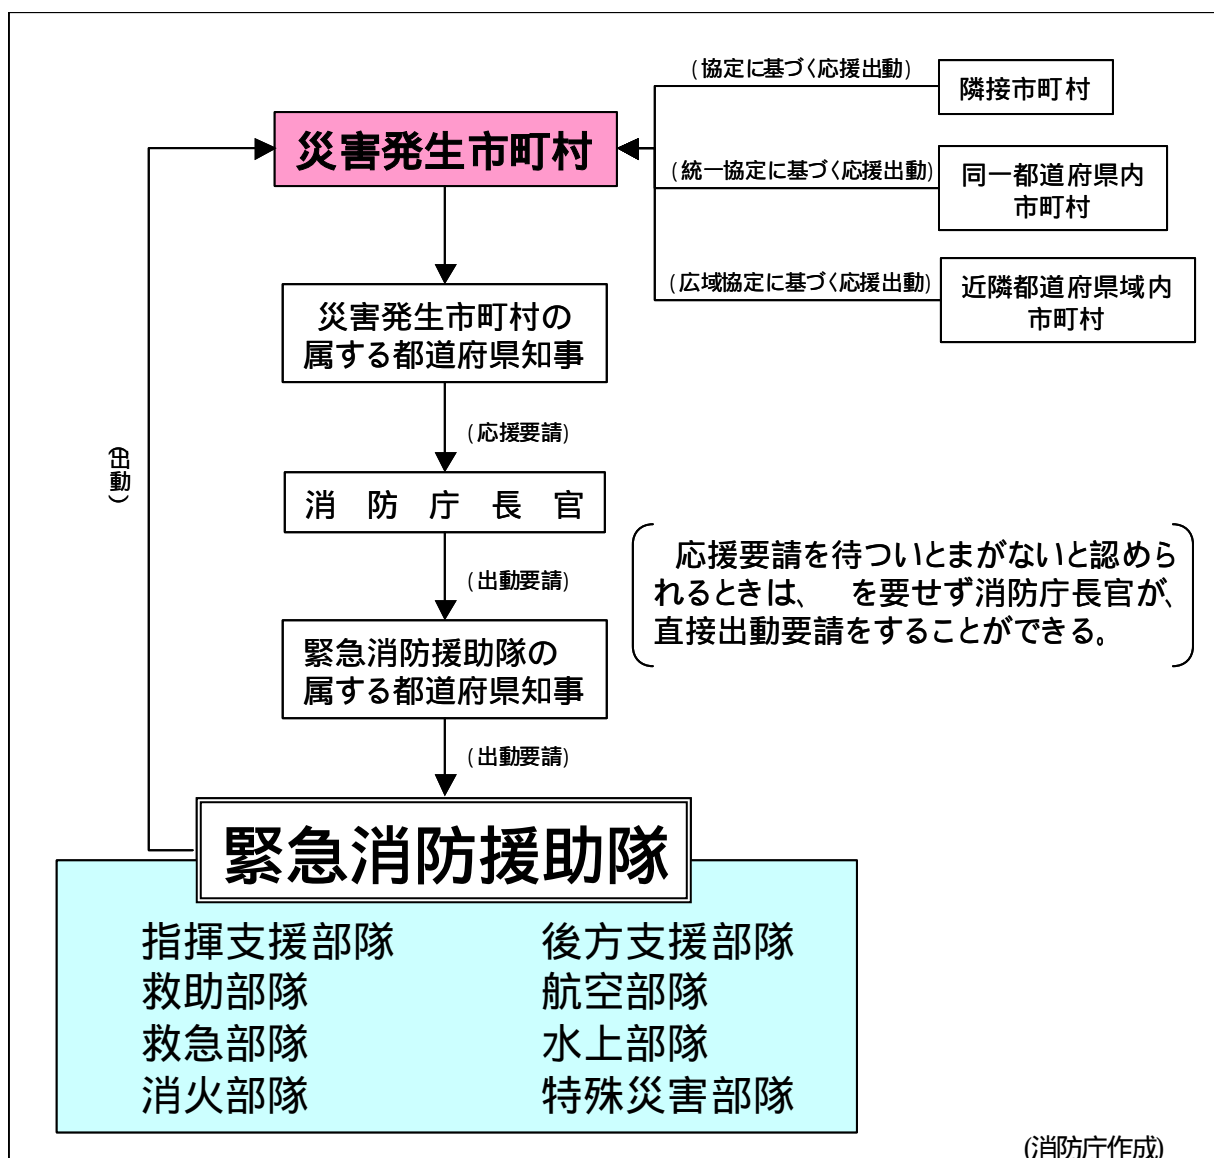 (協定に基づく応援出動)
隣接市町村
災害発生市町村
(統一協定に基づく応援出動)
同一都道府県内
市町村
(広域協定に基づく応援出動)
近隣都道府県域内
市町村
災害発生市町村の
属する都道府県知事
(応援要請)
(出動)
消 防 庁 長 官
応援要請を待ついとまがないと認めら
れるときは、 を要せず消防庁長官が、
直接出動要請をすることができる。
(出動要請)
緊急消防援助隊の
属する都道府県知事
(出動要請)
緊急消防援助隊
指揮支援部隊
救助部隊
救急部隊
消火部隊
後方支援部隊
航空部隊
水上部隊
特殊災害部隊
(消防庁作成)